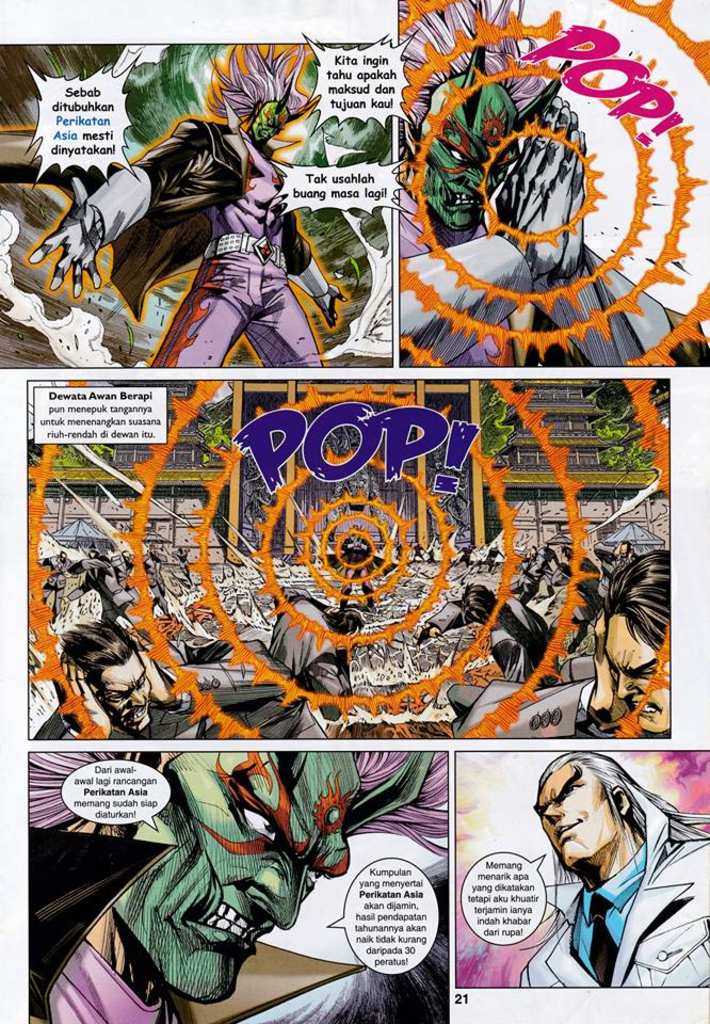 Sebab
ditubuhkan
Perikatan
Asia mesti
dinyatakan!
Kita ingin
tahu apakah
maksud dan
tujuan kau!
Tak usahlah
buang masa lagi!
POP!
Dewata Awan Berapi
pun menepuk tangannya
untuk menenangkan suasana
riuh-rendah di dewan itu.
POP!
Dari awal-
awal lagi rancangan
Perikatan Asia
memang sudah siap
diaturkan!
Kumpulan
yang menyertai
Perikatan Asia
akan dijamin,
hasil pendapatan
tahunannya akan
naik tidak kurang
daripada 30
peratus!
Memang
menarik apa
yang dikatakan
tetapi aku khuatir
terjamin ianya
indah khabar
dari rupa!
21